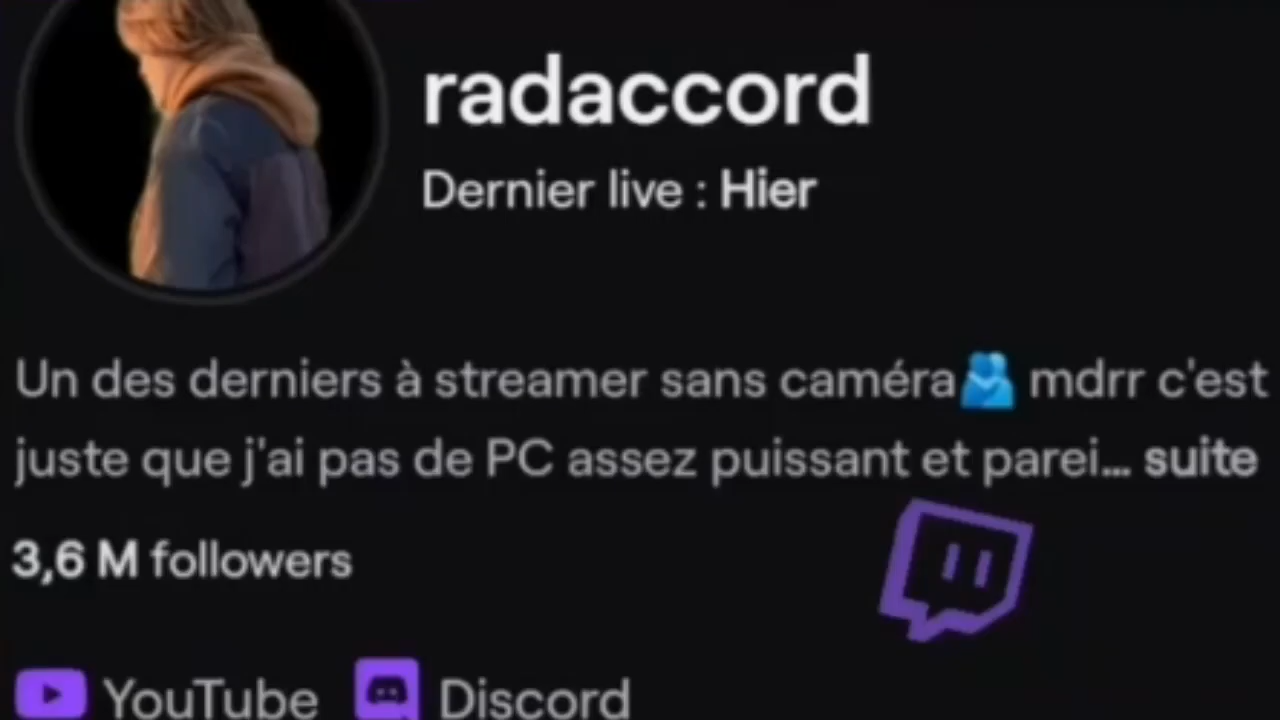 radaccord
Dernier live : Hier
Un des derniers à streamer sans caméra🫂 mdrr c'est
juste que j'ai pas de PC assez puissant et parei... suite
3,6 M followers
YouTube Discord